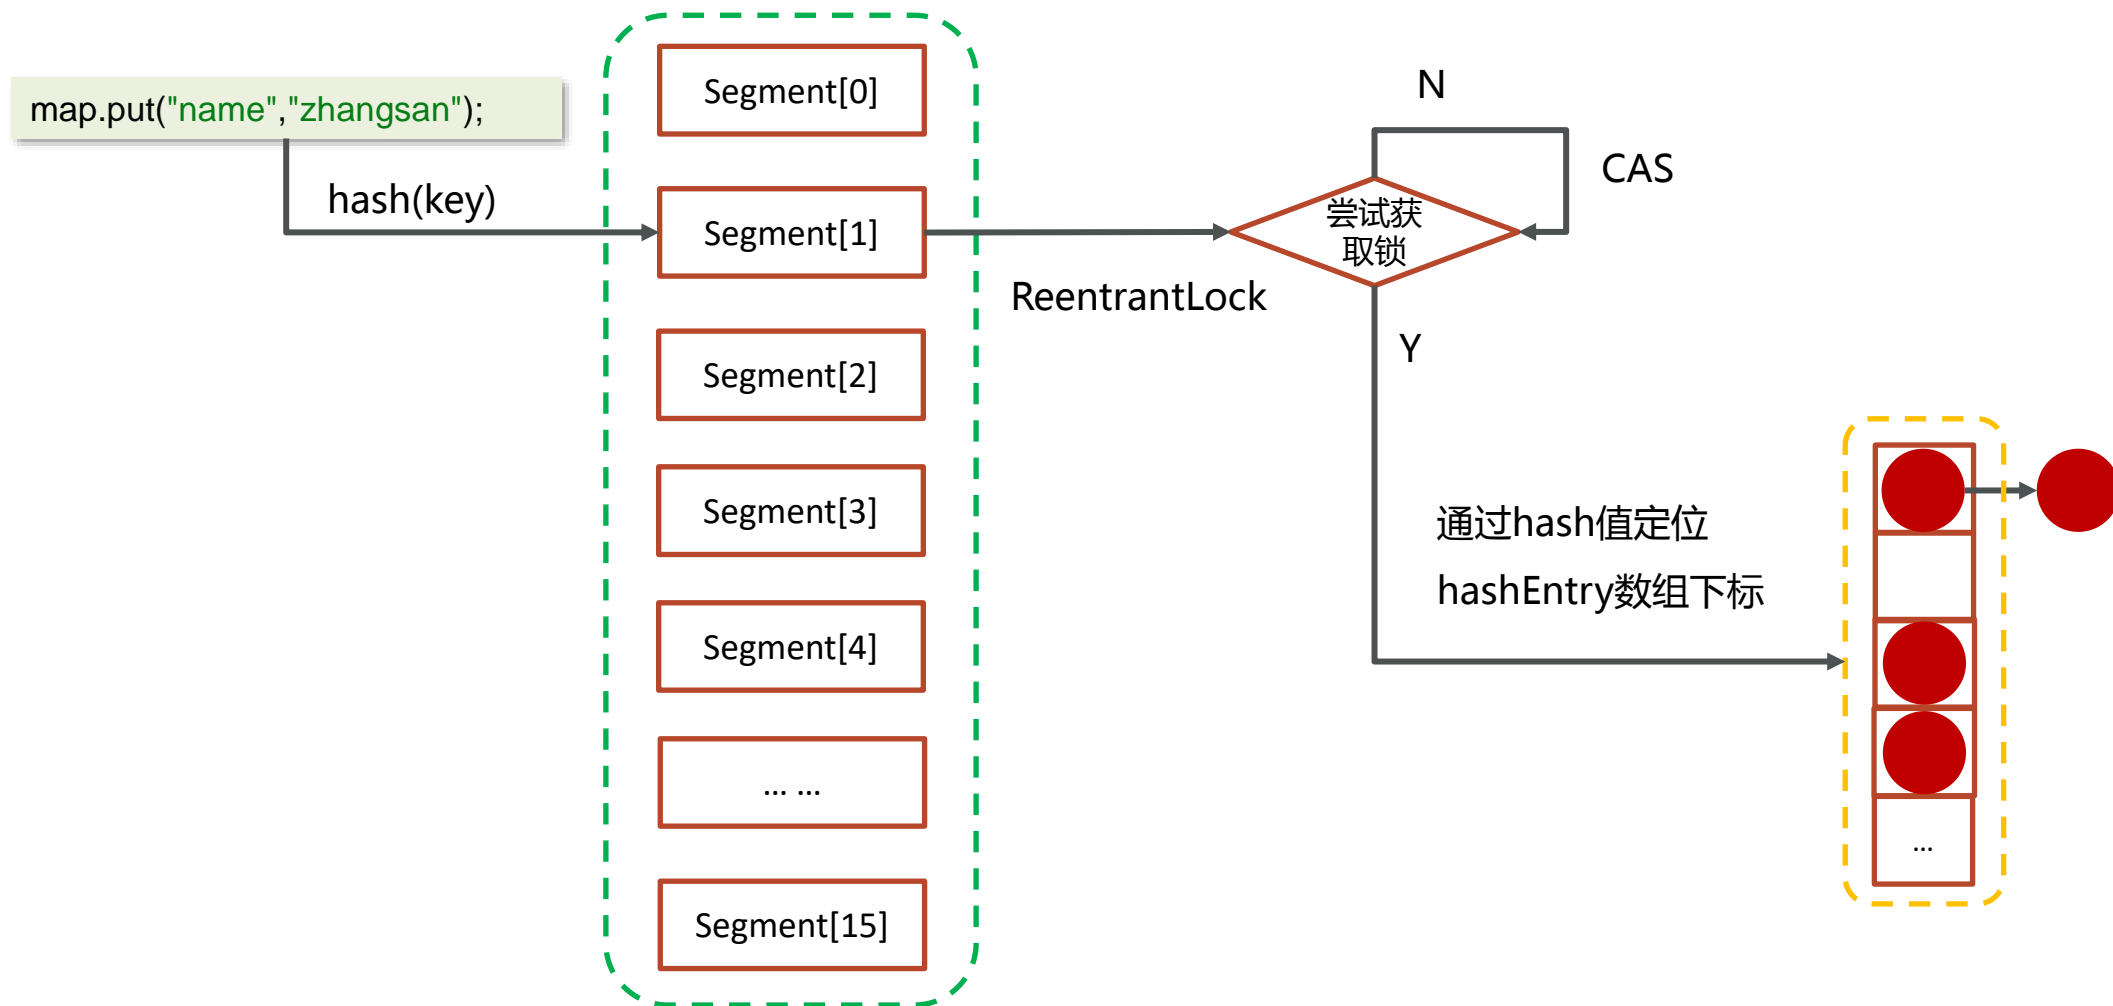 map.put("name","zhangsan");
hash(key)
Segment[0]
Segment[1]
Segment[2]
Segment[3]
Segment[4]
... ...
Segment[15]
ReentrantLock
N
CAS
尝试获
取锁
Y
通过hash值定位
hashEntry数组下标
...